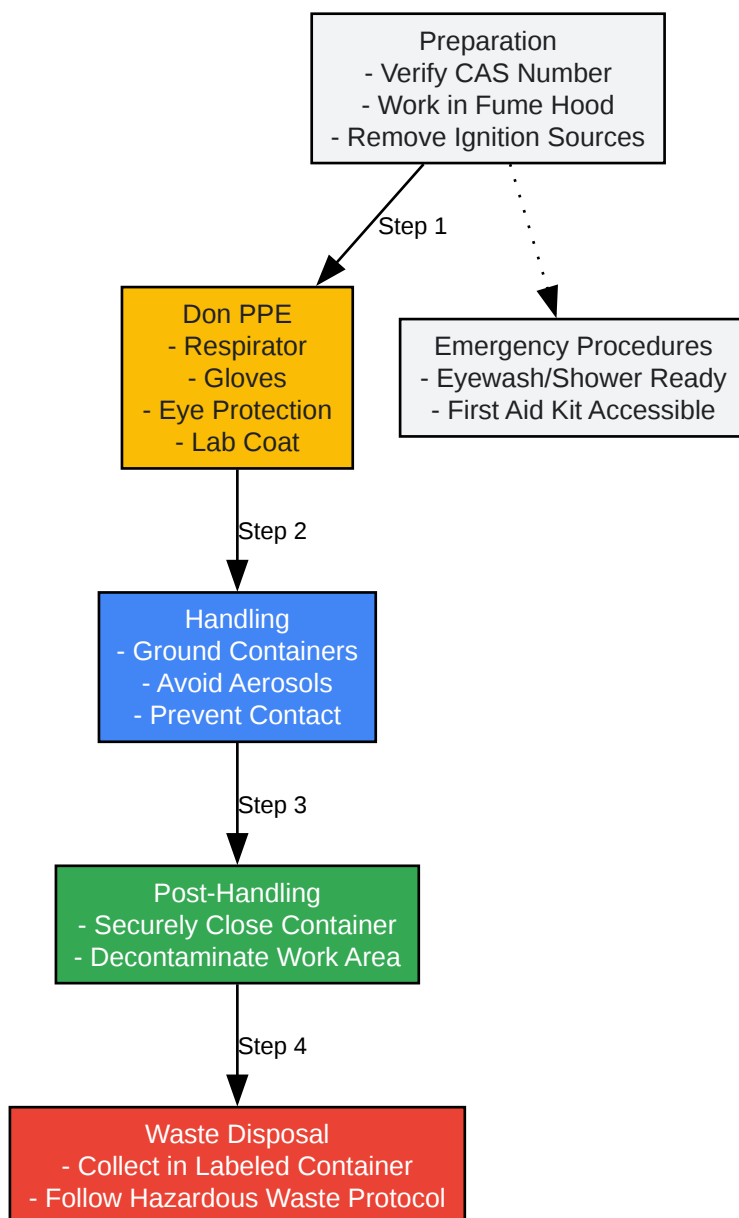 Preparation
- Verify CAS Number
- Work in Fume Hood
- Remove Ignition Sources
Step 1
Don PPE
- Respirator
- Gloves
- Eye Protection
- Lab Coat
Emergency Procedures
- Eyewash/Shower Ready
- First Aid Kit Accessible
Step 2
Handling
- Ground Containers
- Avoid Aerosols
- Prevent Contact
Step 3
Post-Handling
- Securely Close Container
- Decontaminate Work Area
Step 4
Waste Disposal
- Collect in Labeled Container
- Follow Hazardous Waste Protocol